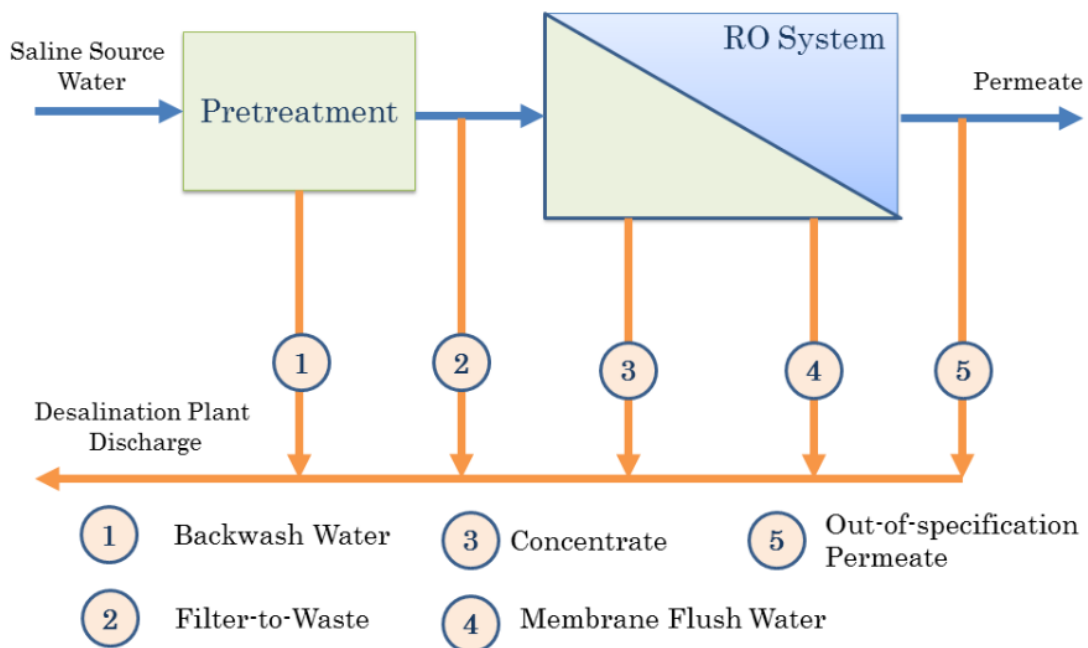 RO System
Saline Source
Water
Pretreatment
Permeate
1
2
3
4
5
Desalination Plant
Discharge
1 Backwash Water
3 Concentrate
5 Out-of-specification
Permeate
2 Filter-to-Waste
4 Membrane Flush Water